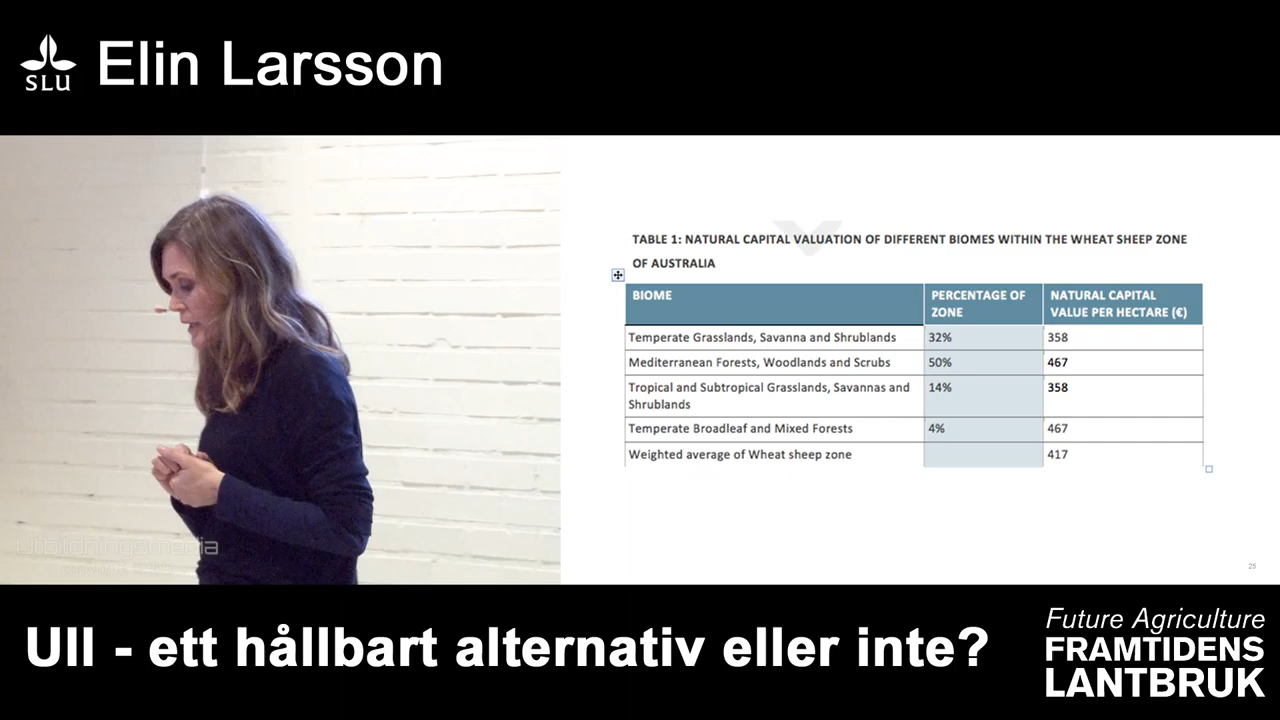 SLU
Elin Larsson
TABLE 1: NATURAL CAPITAL VALUATION OF DIFFERENT BIOMES WITHIN THE WHEAT SHEEP ZONE
OF AUSTRALIA
BIOME
PERCENTAGE OF
ZONE
NATURAL CAPITAL
VALUE PER HECTARE (€)
Temperate Grasslands, Savanna and Shrublands 32% 358
Mediterranean Forests, Woodlands and Scrubs 50% 467
Tropical and Subtropical Grasslands, Savannas and 14% 358
Shrublands
Temperate Broadleaf and Mixed Forests 4% 467
Weighted average of Wheat sheep zone 417
Utbildningsmedia
25
Ull - ett hållbart alternativ eller inte?
Future Agriculture
FRAMTIDENS
LANTBRUK